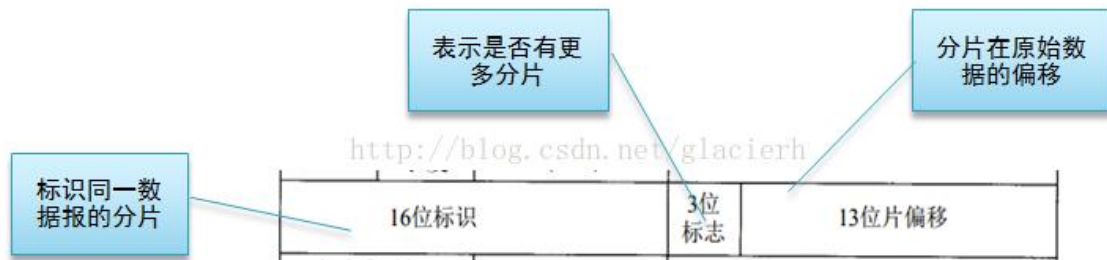 表示是否有更
多分片
分片在原始数
据的偏移
http://blog.csdn.net/glacierh
标识同一数
据报的分片
16位标识
3位
标志
13位片偏移